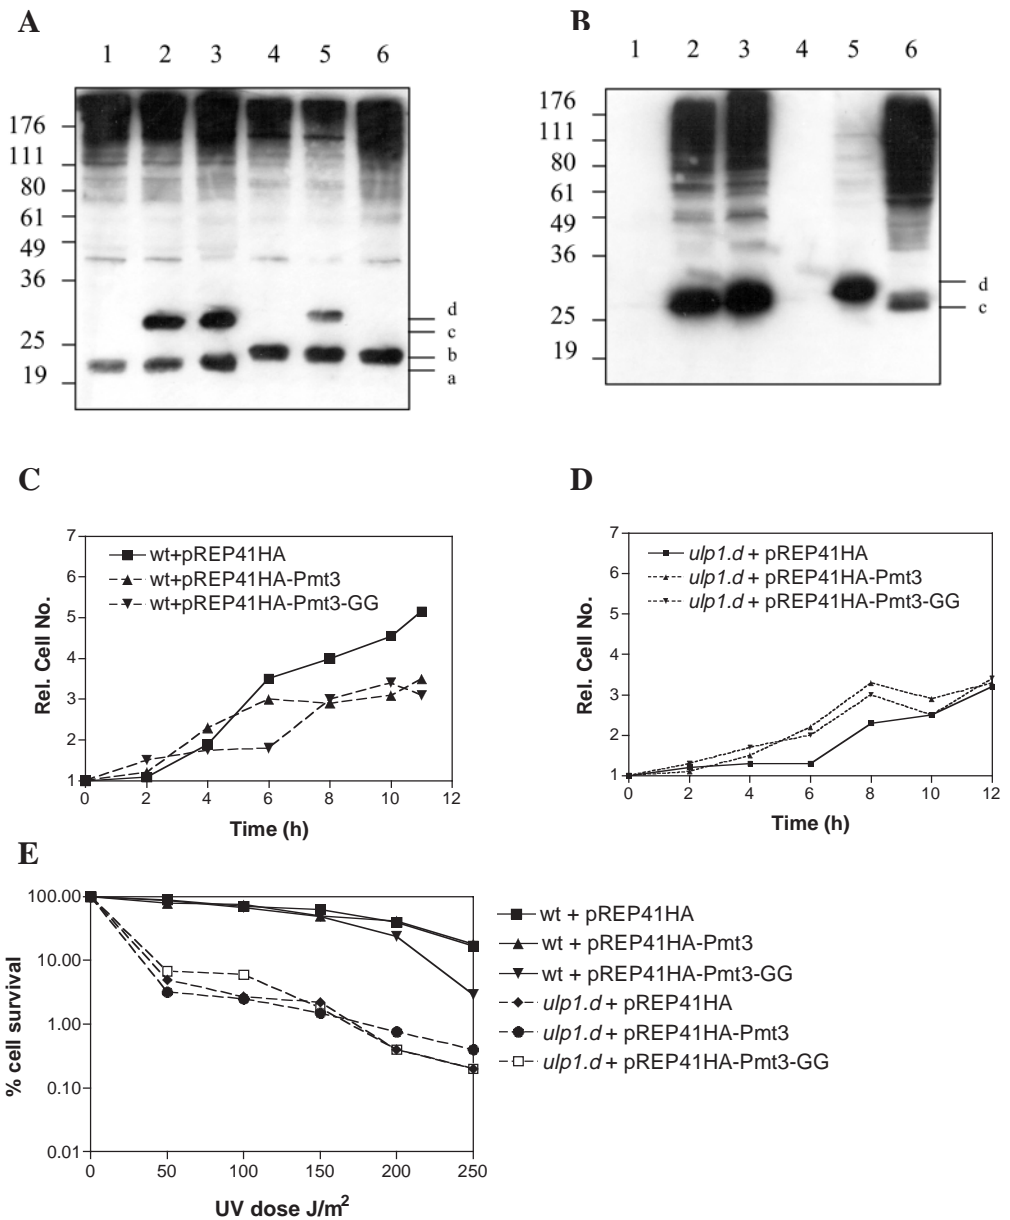 A
1 2 3 4 5 6
176
111
80
61
49
36
25
19
d
c
b
a
B
1 2 3 4 5 6
176
111
80
61
49
36
25
19
d
c
C
7
6
5
4
3
2
1
Rel. Cell No.
wt+pREP41HA
wt+pREP41HA-Pmt3
wt+pREP41HA-Pmt3-GG
0 2 4 6 8 10 12
Time (h)
D
7
6
5
4
3
2
1
Rel. Cell No.
ulp1.d + pREP41HA
ulp1.d + pREP41HA-Pmt3
ulp1.d + pREP41HA-Pmt3-GG
0 2 4 6 8 10 12
Time (h)
E
100.00
10.00
1.00
0.10
0.01
% cell survival
0 50 100 150 200 250
UV dose J/m²
wt + pREP41HA
wt + pREP41HA-Pmt3
wt + pREP41HA-Pmt3-GG
ulp1.d + pREP41HA
ulp1.d + pREP41HA-Pmt3
ulp1.d + pREP41HA-Pmt3-GG